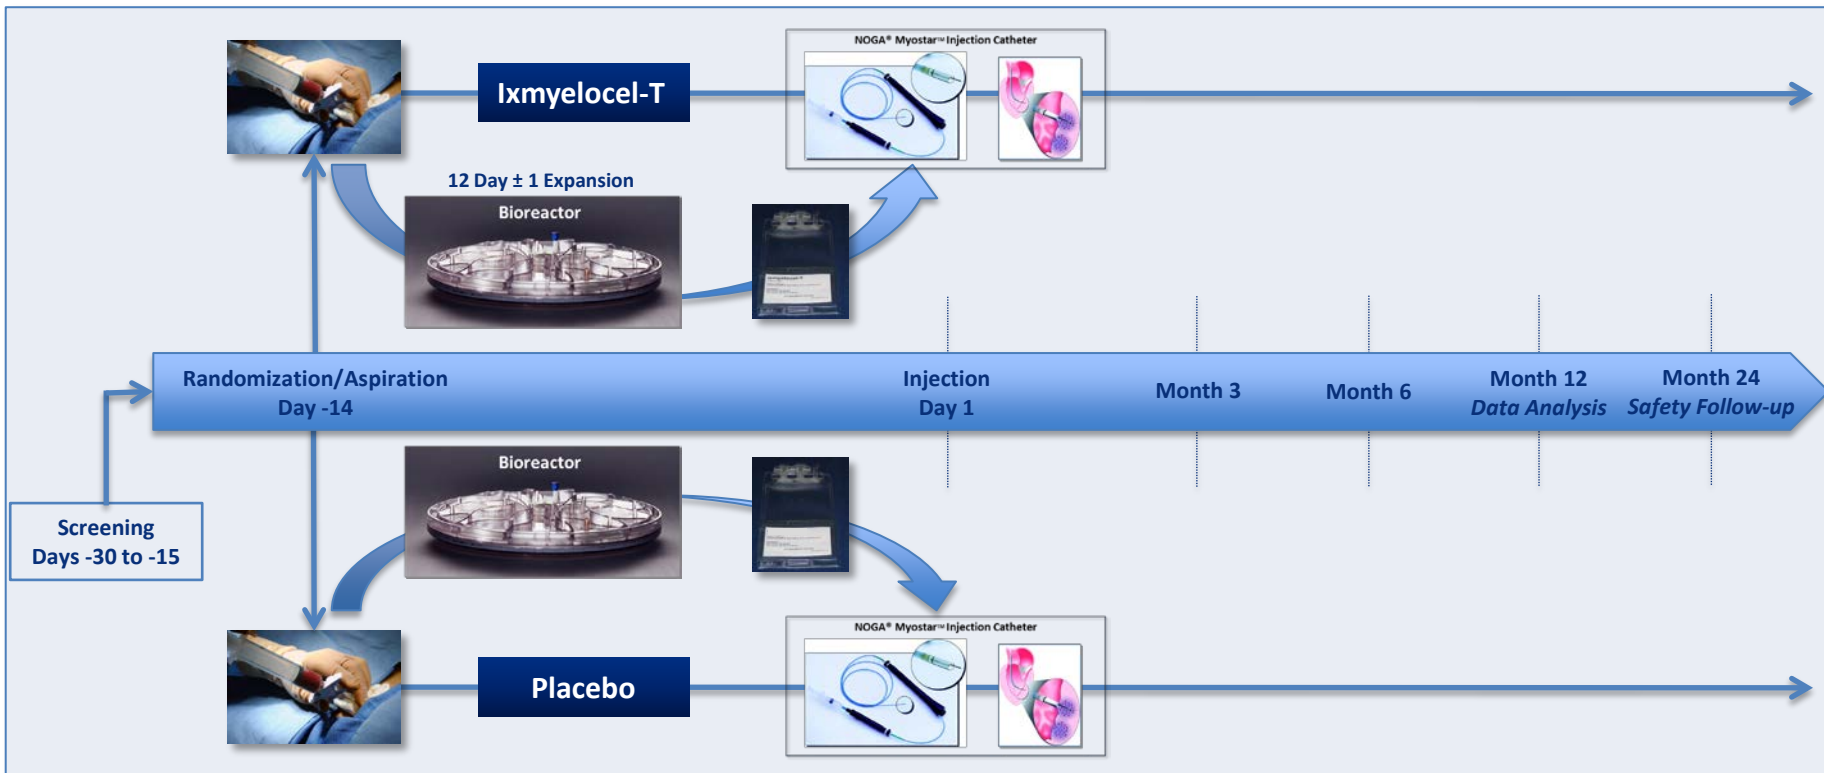 NOGA® Myostar™ Injection Catheter
Ixmyelocel-T
12 Day ± 1 Expansion
Bioreactor
Randomization/Aspiration
Day -14
Injection
Day 1
Month 3
Month 6
Month 12
Data Analysis
Month 24
Safety Follow-up
Screening
Days -30 to -15
Bioreactor
NOGA® Myostar™ Injection Catheter
Placebo